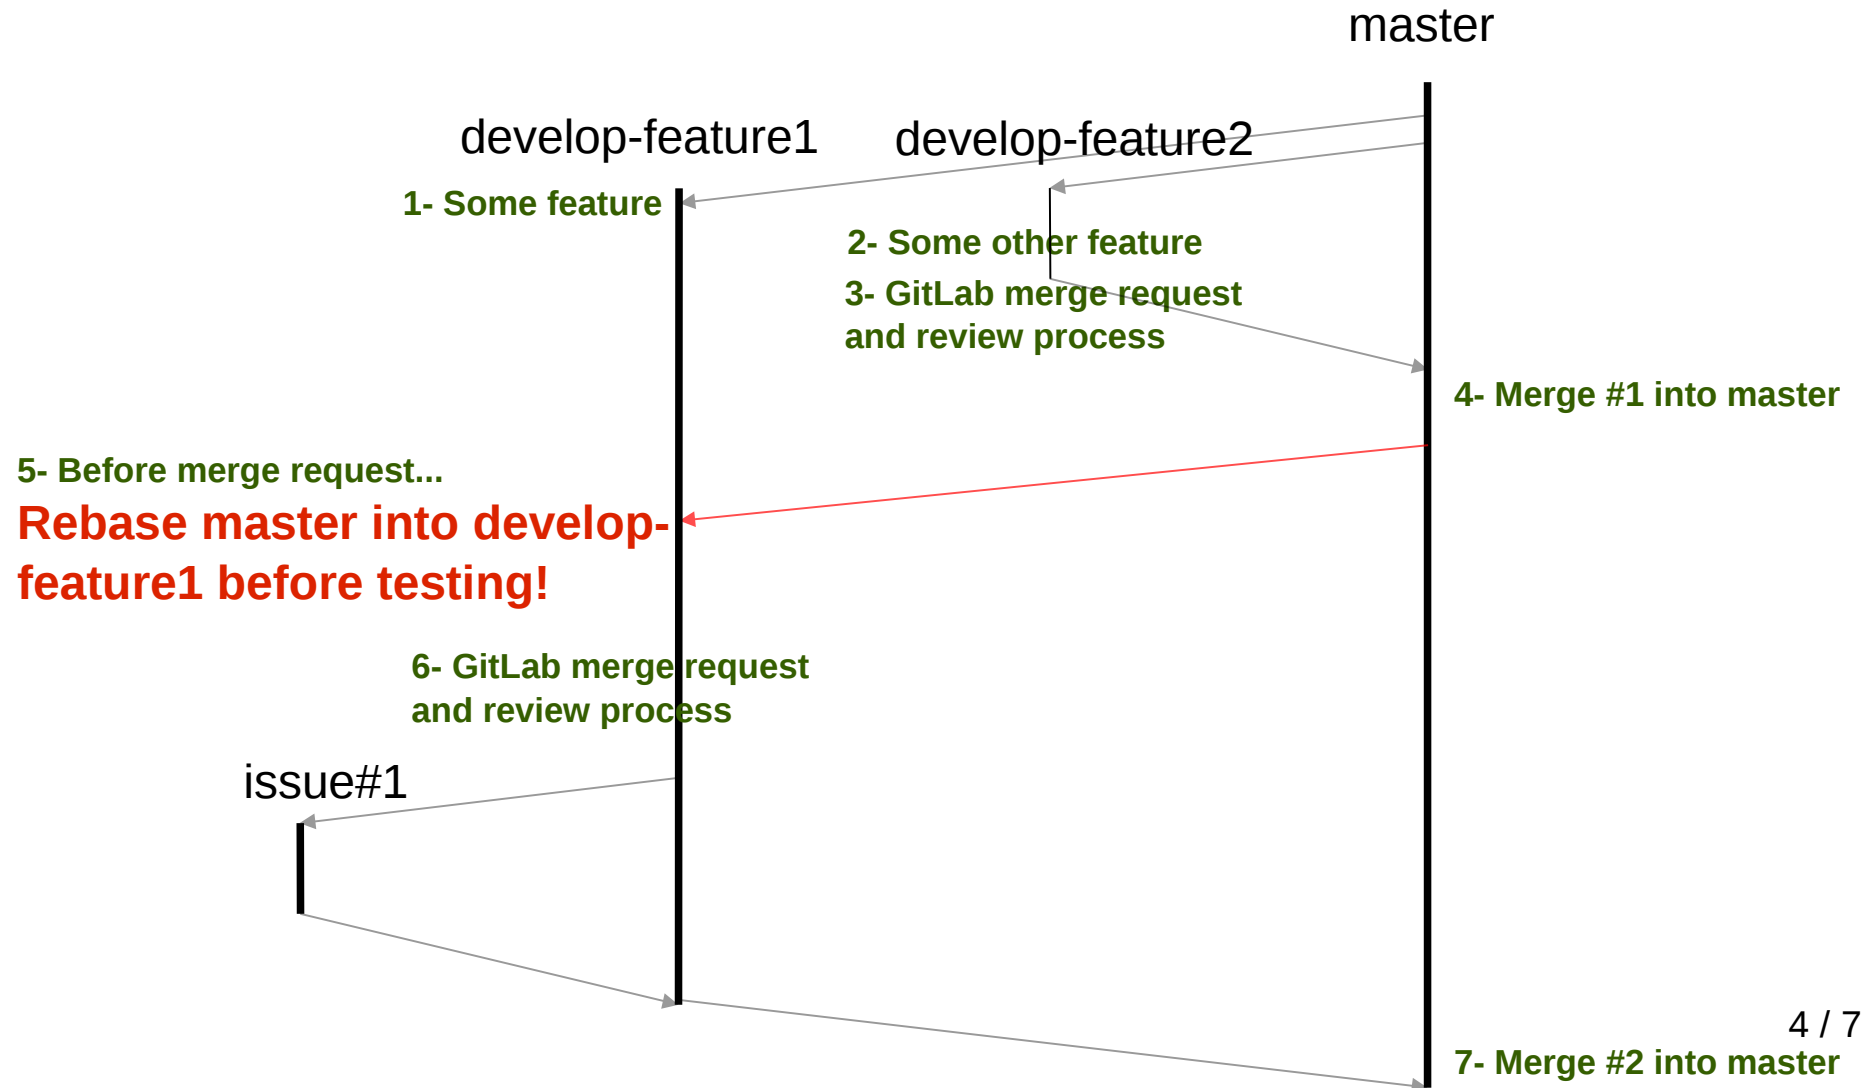 master
develop-feature1
develop-feature2
1- Some feature
2- Some other feature
3- GitLab merge request
and review process
4- Merge #1 into master
5- Before merge request...
Rebase master into develop-
feature1 before testing!
6- GitLab merge request
and review process
issue#1
4 / 7
7- Merge #2 into master